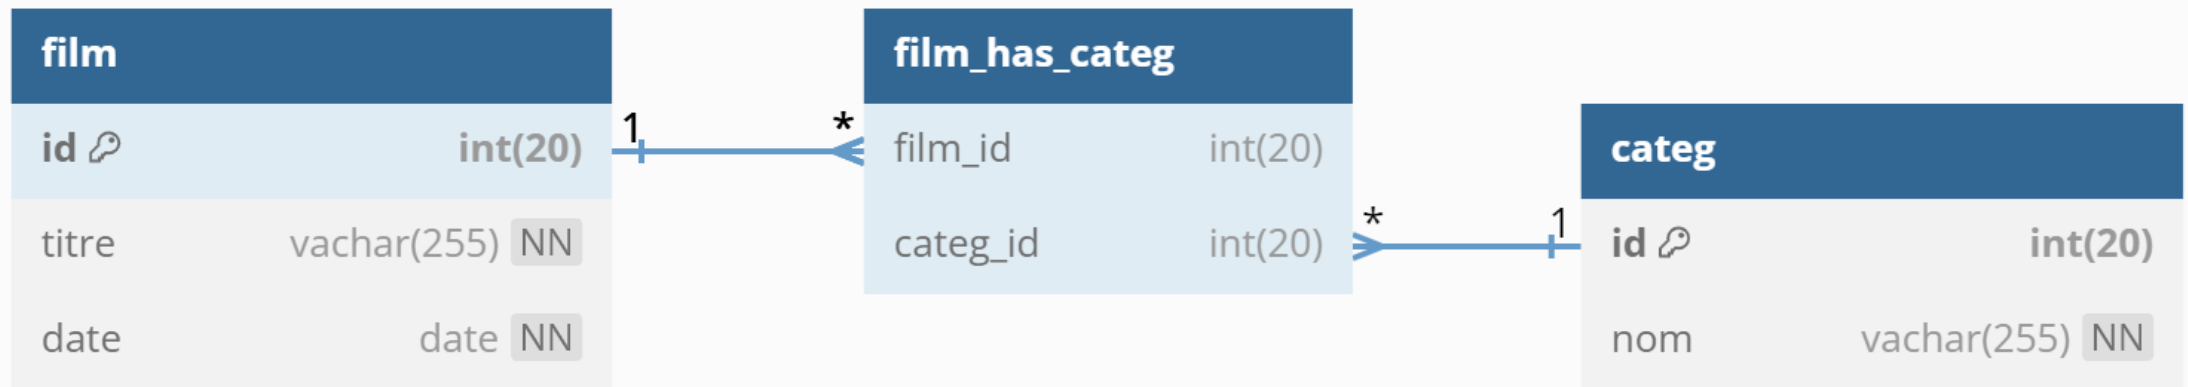 film
id int(20)
titre vachar(255) NN
date date NN
1 *
film_has_categ
film_id int(20)
categ_id int(20)
* 1
categ
id int(20)
nom vachar(255) NN